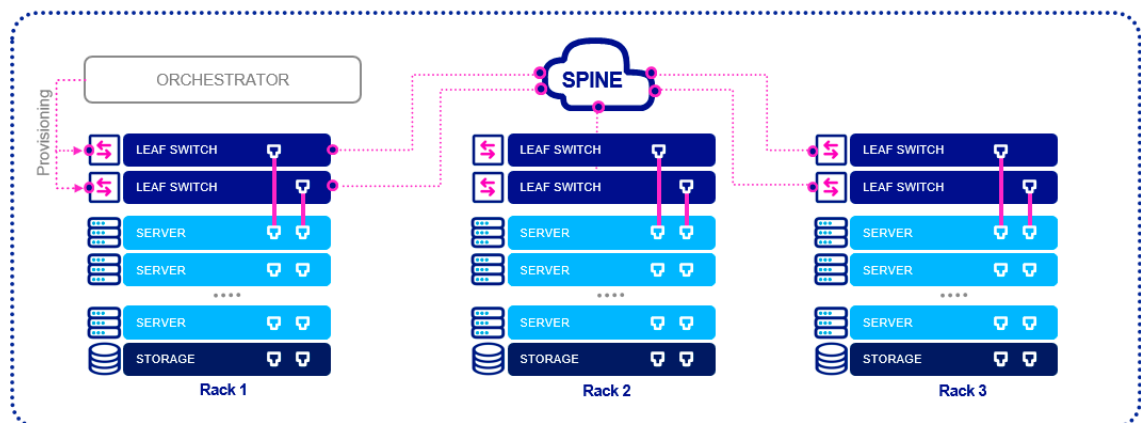 ORCHESTRATOR
SPINE
Provisioning
LEAF SWITCH
LEAF SWITCH
SERVER
SERVER
....
SERVER
STORAGE
Rack 1
LEAF SWITCH
LEAF SWITCH
SERVER
SERVER
....
SERVER
STORAGE
Rack 2
LEAF SWITCH
LEAF SWITCH
SERVER
SERVER
....
SERVER
STORAGE
Rack 3